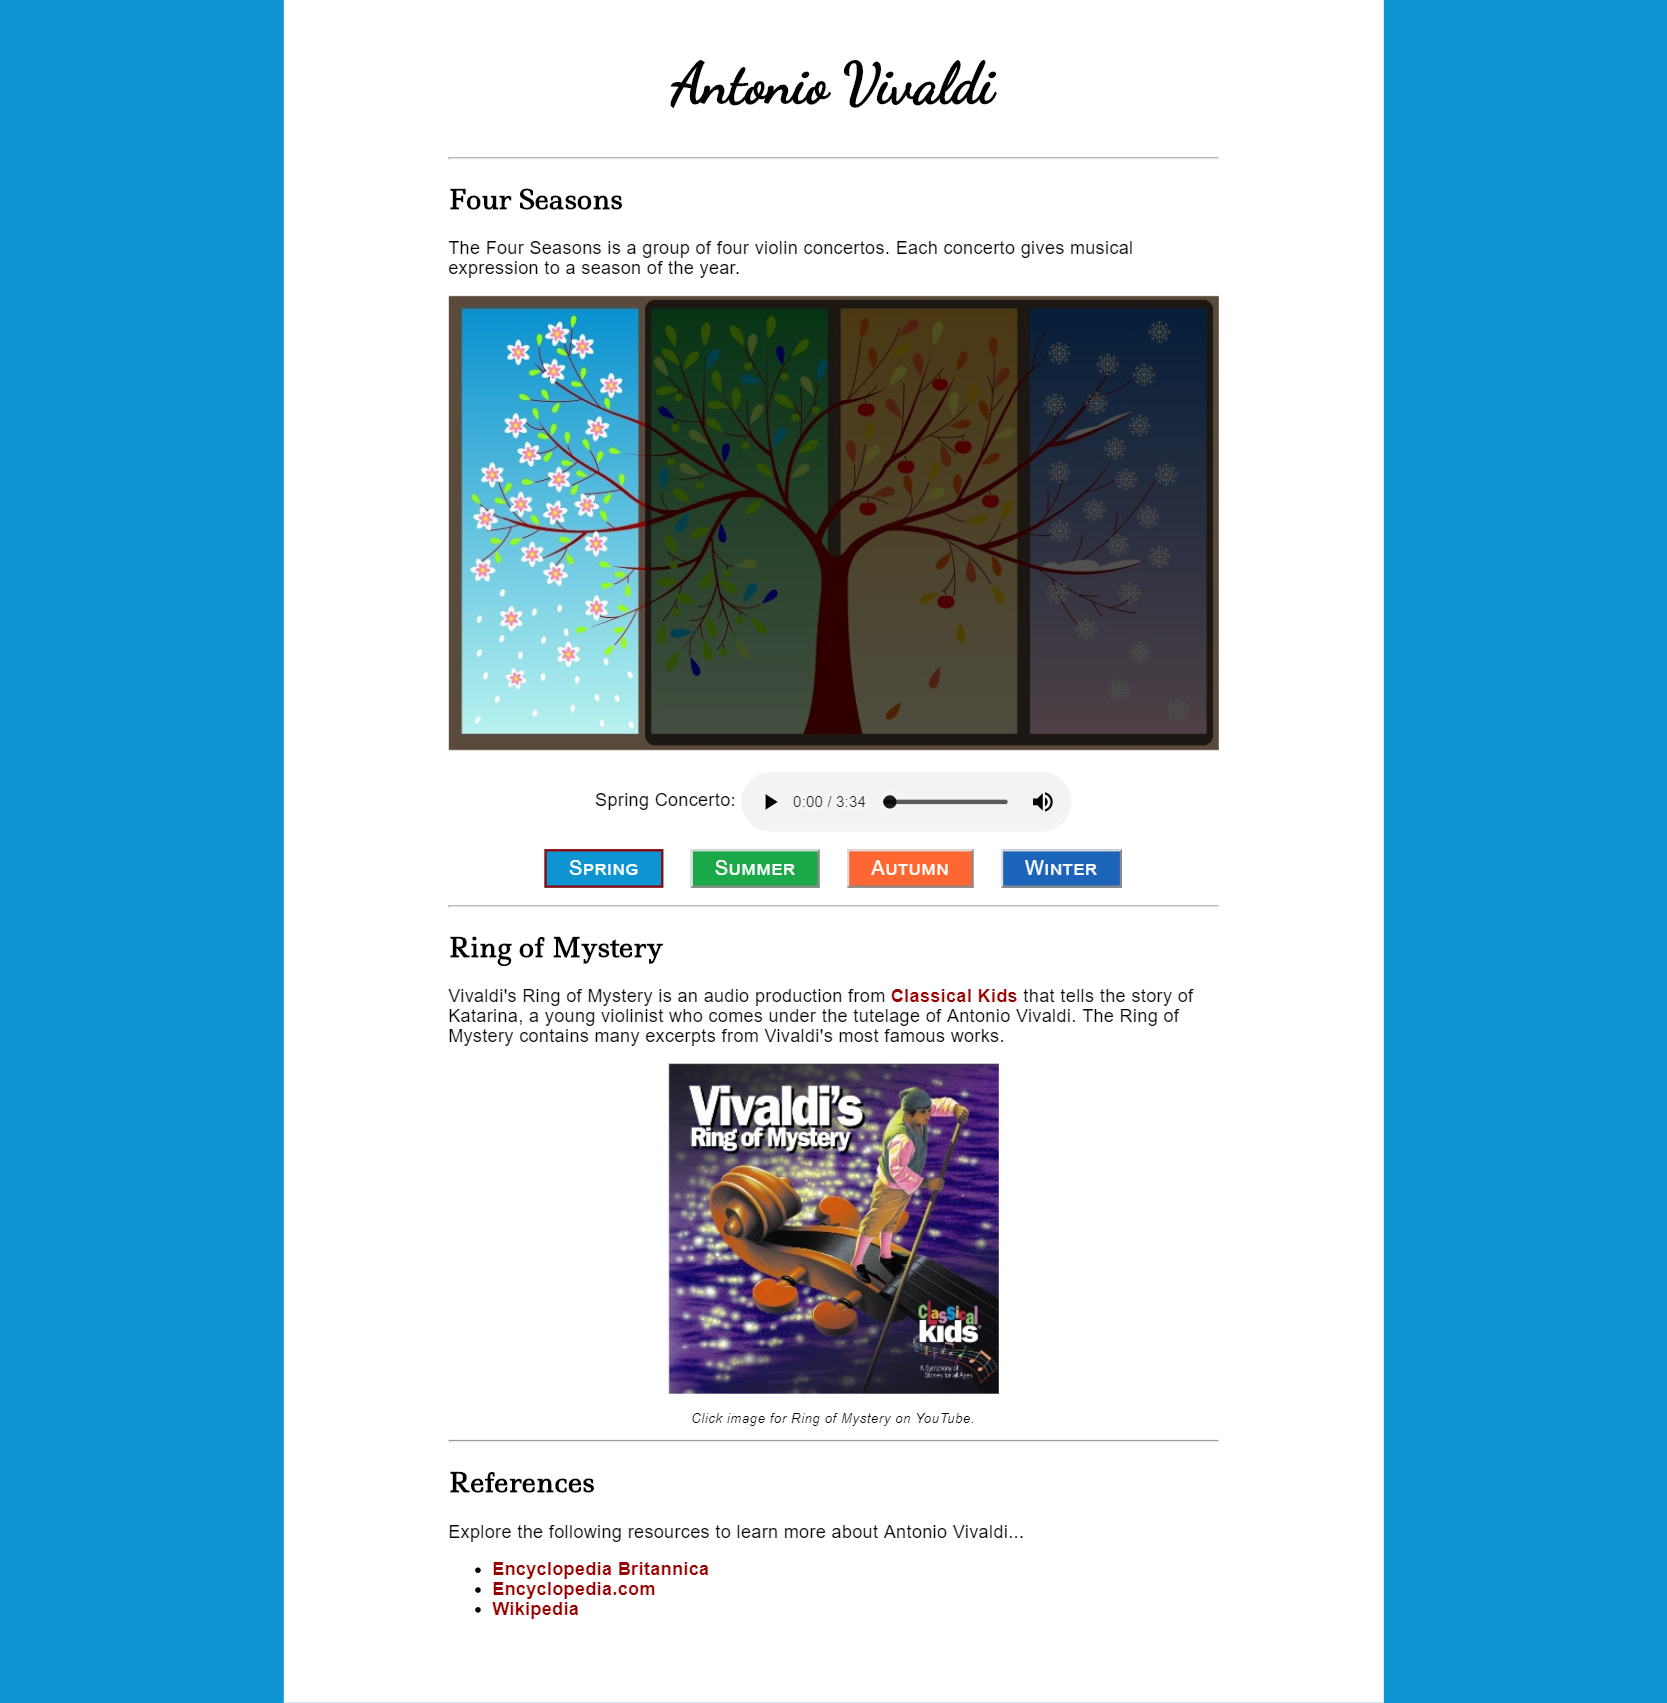 Antonio Vivaldi
Four Seasons
The Four Seasons is a group of four violin concertos. Each concerto gives musical
expression to a season of the year.
Spring Concerto: 0:00 / 3:34
Spring Summer Autumn Winter
Ring of Mystery
Vivaldi's Ring of Mystery is an audio production from Classical Kids that tells the story of
Katarina, a young violinist who comes under the tutelage of Antonio Vivaldi. The Ring of
Mystery contains many excerpts from Vivaldi's most famous works.
Vivaldi's
Ring of Mystery
Classical
kids
A Symphony of
Stories for all Ages
Click image for Ring of Mystery on YouTube.
References
Explore the following resources to learn more about Antonio Vivaldi...
• Encyclopedia Britannica
• Encyclopedia.com
• Wikipedia